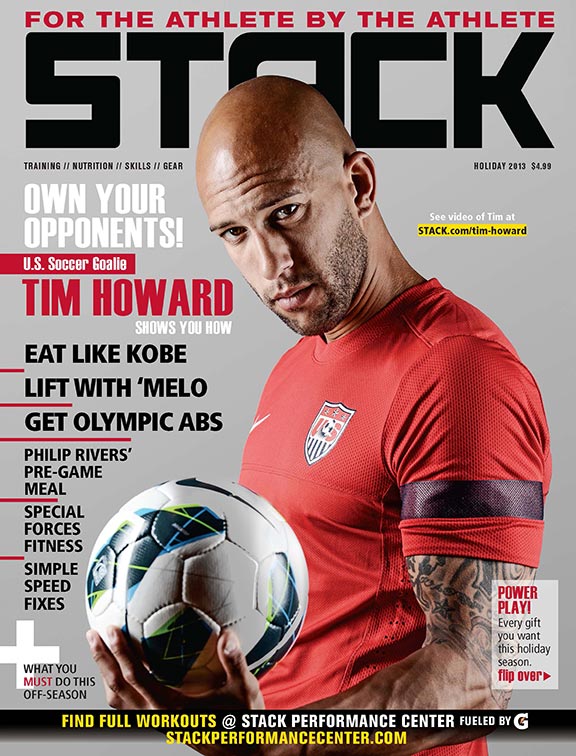 FOR THE ATHLETE BY THE ATHLETE
STACK
TRAINING // NUTRITION // SKILLS // GEAR
HOLIDAY 2013 $4.99
OWN YOUR
OPPONENTS!
U.S. Soccer Goalie
TIM HOWARD
SHOWS YOU HOW
See video of Tim at
STACK.com/tim-howard
EAT LIKE KOBE
LIFT WITH ‘MELO
GET OLYMPIC ABS
PHILIP RIVERS’
PRE-GAME
MEAL
SPECIAL
FORCES
FITNESS
SIMPLE
SPEED
FIXES
WHAT YOU
MUST DO THIS
OFF-SEASON
US
POWER
PLAY!
Every gift
you want
this holiday
season.
flip over
FIND FULL WORKOUTS @ STACK PERFORMANCE CENTER FUELED BY G
STACKPERFORMANCECENTER.COM